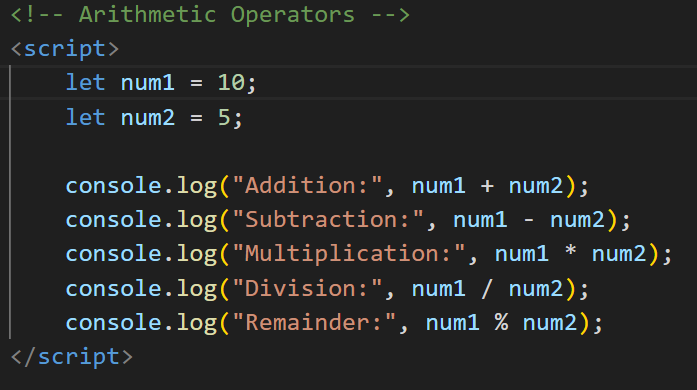 <!-- Arithmetic Operators -->
<script>
    let num1 = 10;
    let num2 = 5;

    console.log("Addition:", num1 + num2);
    console.log("Subtraction:", num1 - num2);
    console.log("Multiplication:", num1 * num2);
    console.log("Division:", num1 / num2);
    console.log("Remainder:", num1 % num2);
</script>